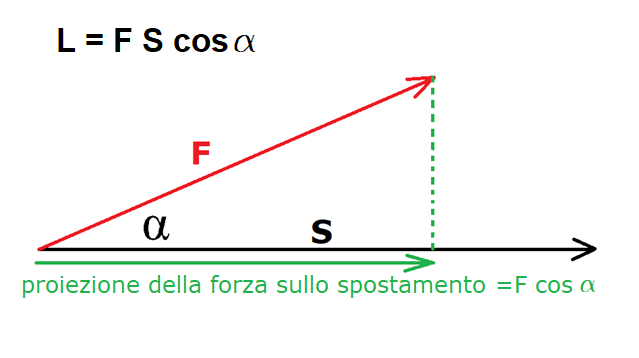 L = F S cos α
F
α
S
proiezione della forza sullo spostamento =F cos α